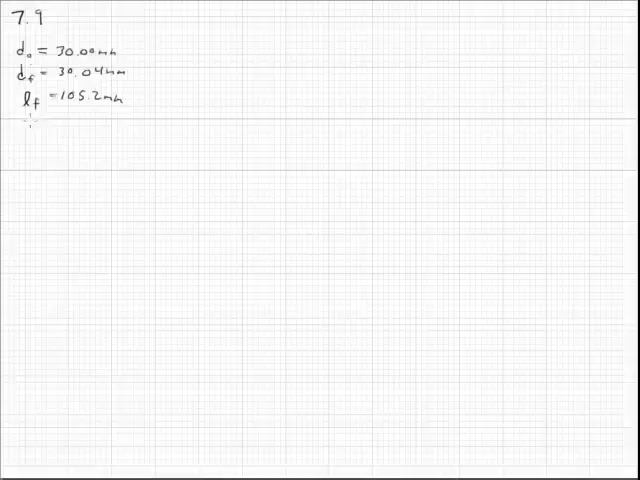 7.9
d₀ = 30.00mm
d_f = 30.04mm
l_f = 105.2mm